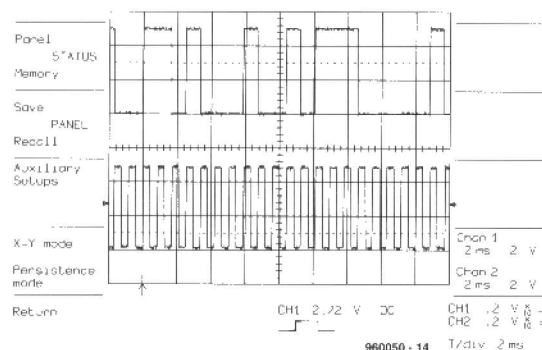 Panel
STATUS
Memory
Save
PANEL
Recall
Auxiliary
Setups
X-Y mode
Persistence
mode
Return
Chan 1
2 ms 2 V
Chan 2
2 ms 2 V
CH1 2.72 V DC
CH1 .2 V
CH2 .2 V
T/div 2 ms
960050 - 14